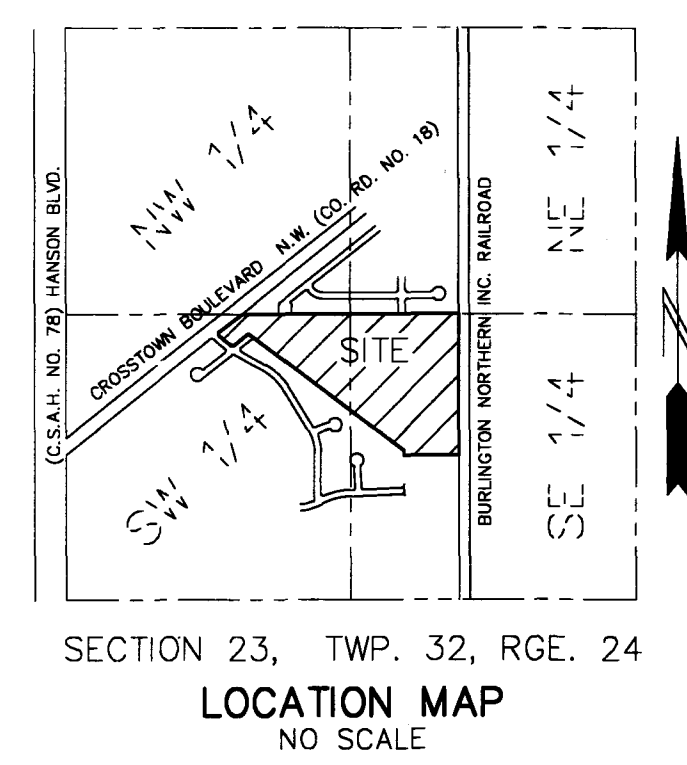 NW 1/4
NE 1/4
(C.S.A.H. NO. 78) HANSON BLVD.
CROSSTOWN BOULEVARD N.W. (CO. RD. NO. 18)
BURLINGTON NORTHERN INC. RAILROAD
SITE
SW 1/4
SE 1/4
SECTION 23, TWP. 32, RGE. 24
LOCATION MAP
NO SCALE